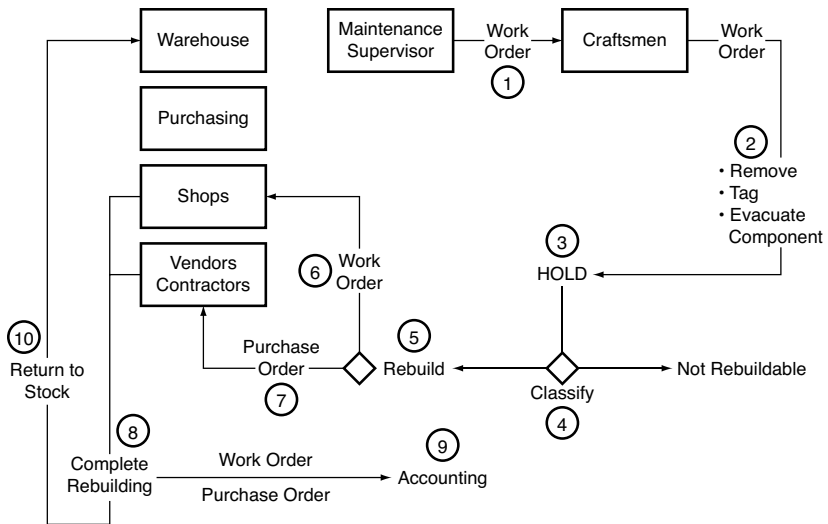 Warehouse
Maintenance
Supervisor
Work
Order
1
Craftsmen
Work
Order
Purchasing
2
• Remove
• Tag
• Evacuate
Component
Shops
3
HOLD
Vendors
Contractors
6
Work
Order
10
Return to
Stock
Purchase
Order
7
5
Rebuild
Classify
4
Not Rebuildable
8
Complete
Rebuilding
Work Order
Purchase Order
9
Accounting